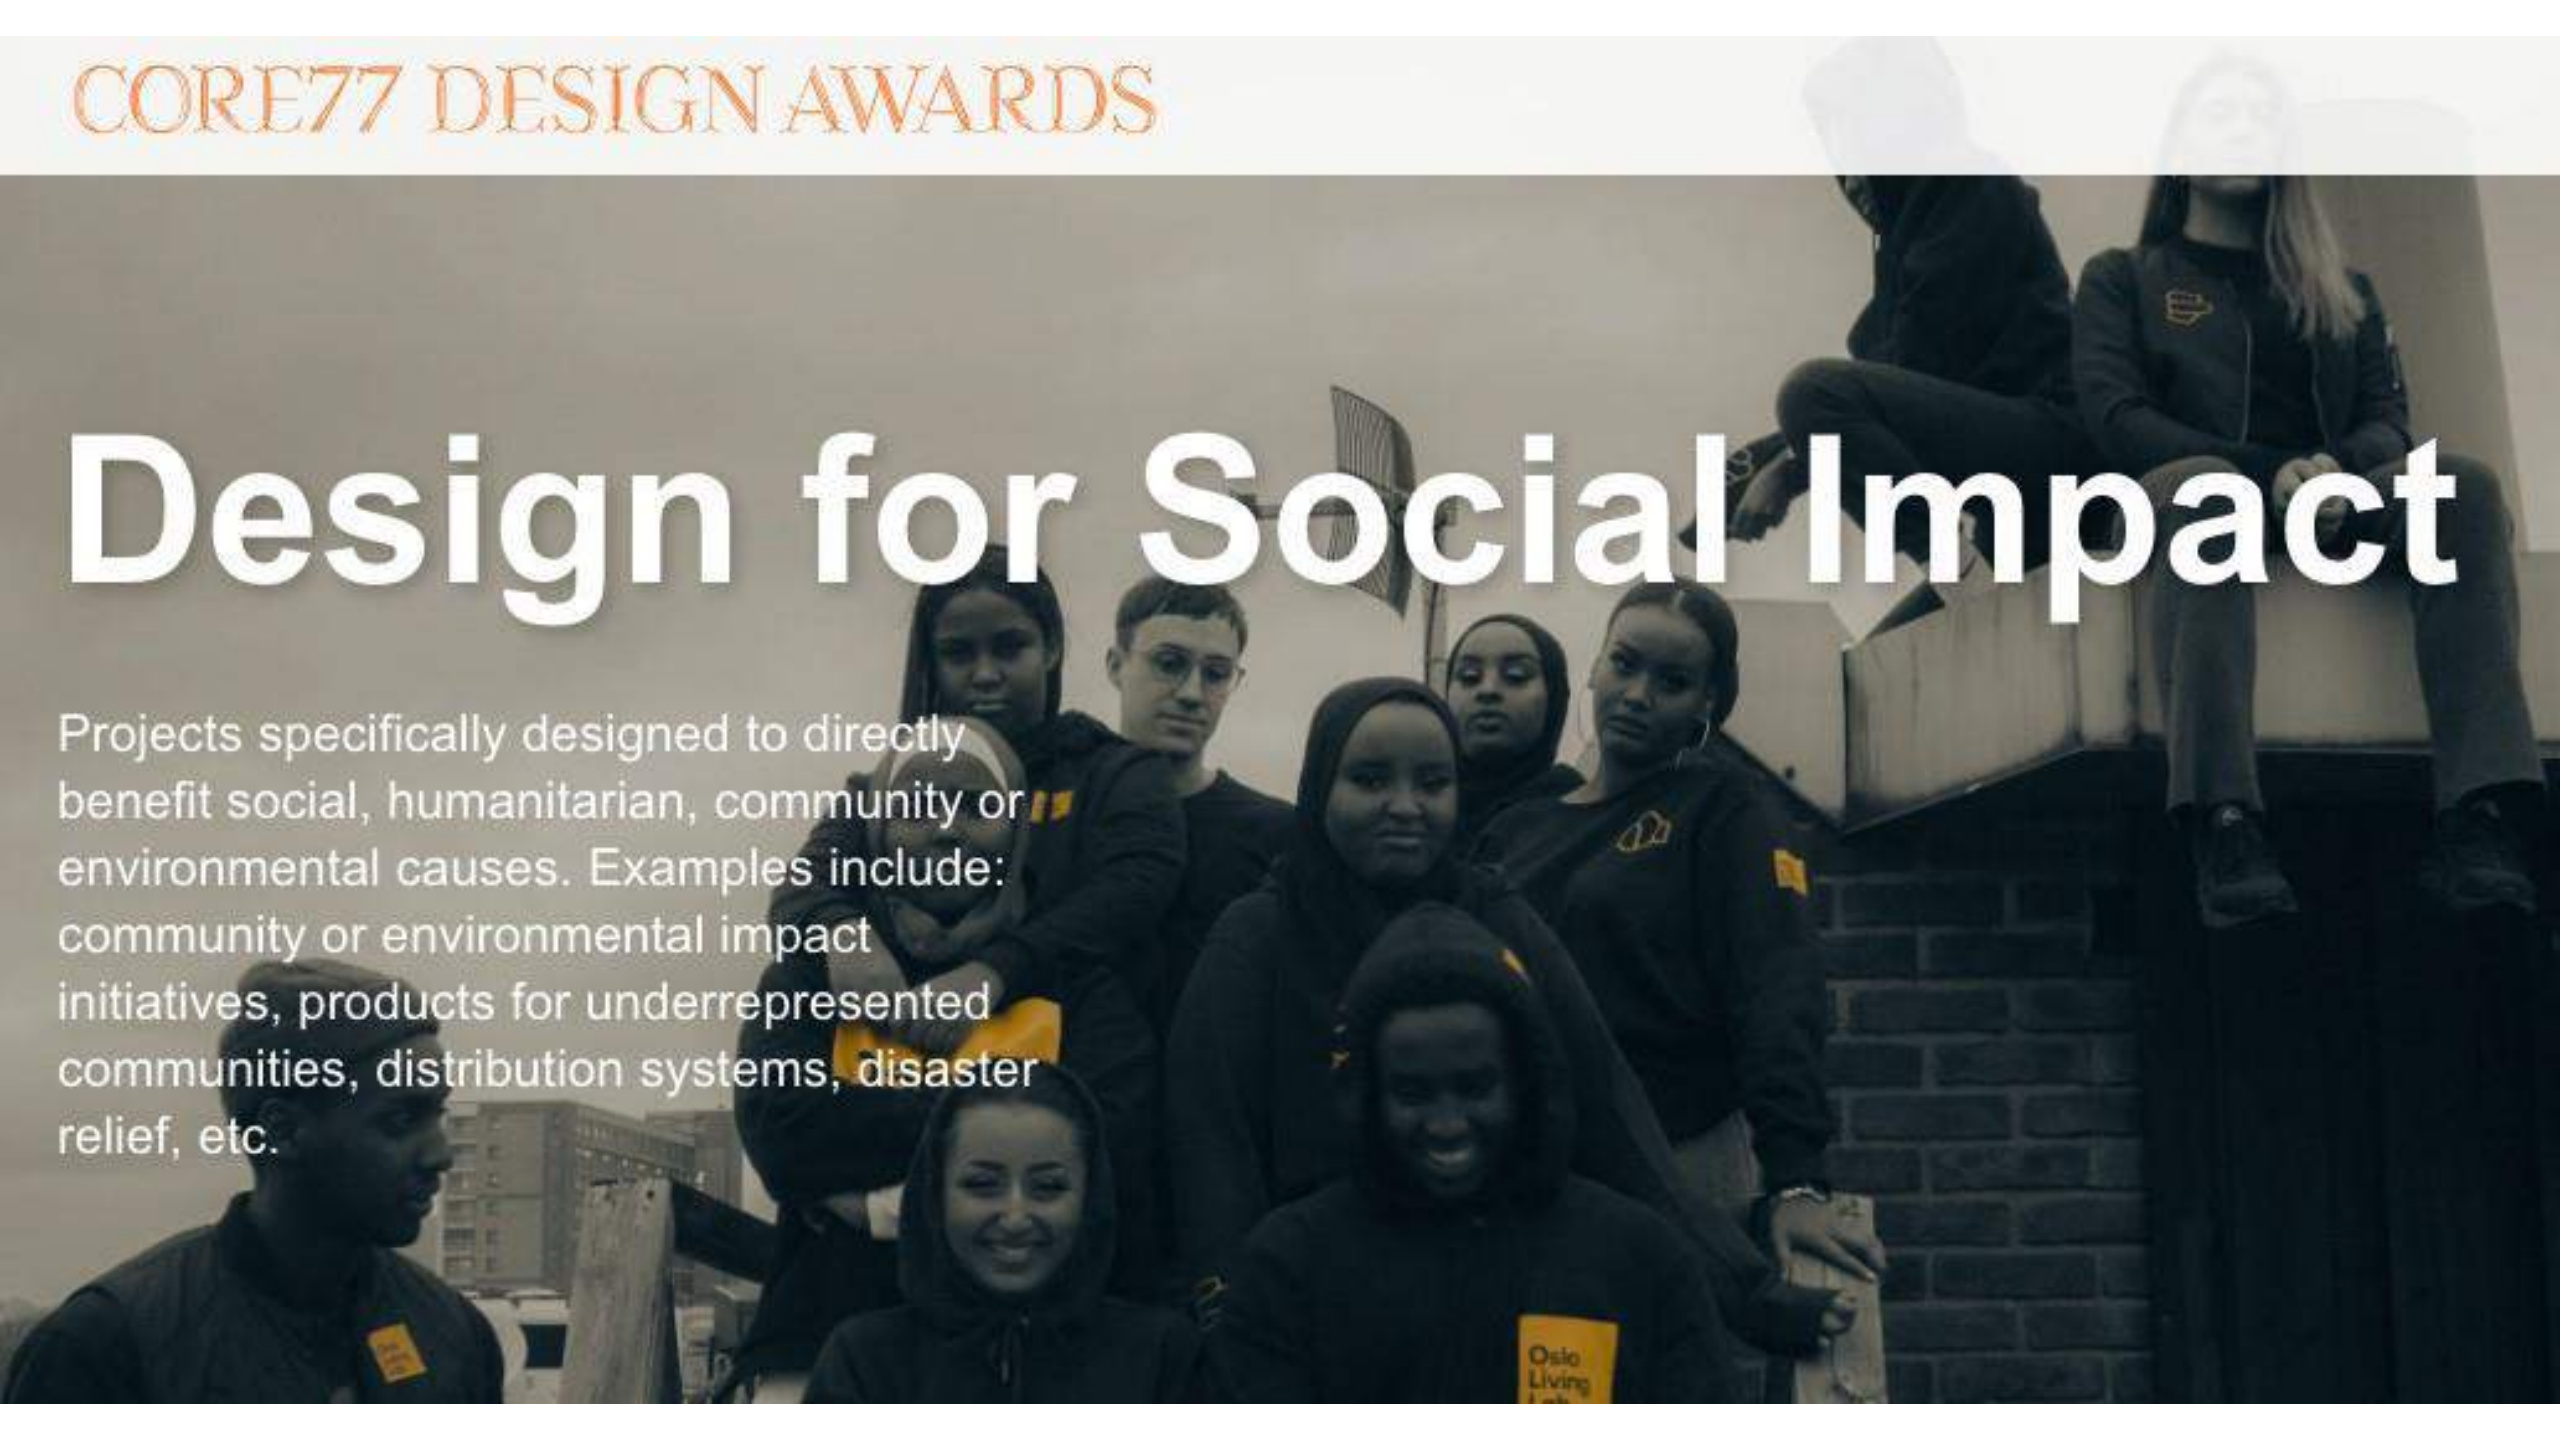 CORE77 DESIGN AWARDS
Design for Social Impact
Projects specifically designed to directly
benefit social, humanitarian, community or
environmental causes. Examples include:
community or environmental impact
initiatives, products for underrepresented
communities, distribution systems, disaster
relief, etc.
Oslo
Living
Lab